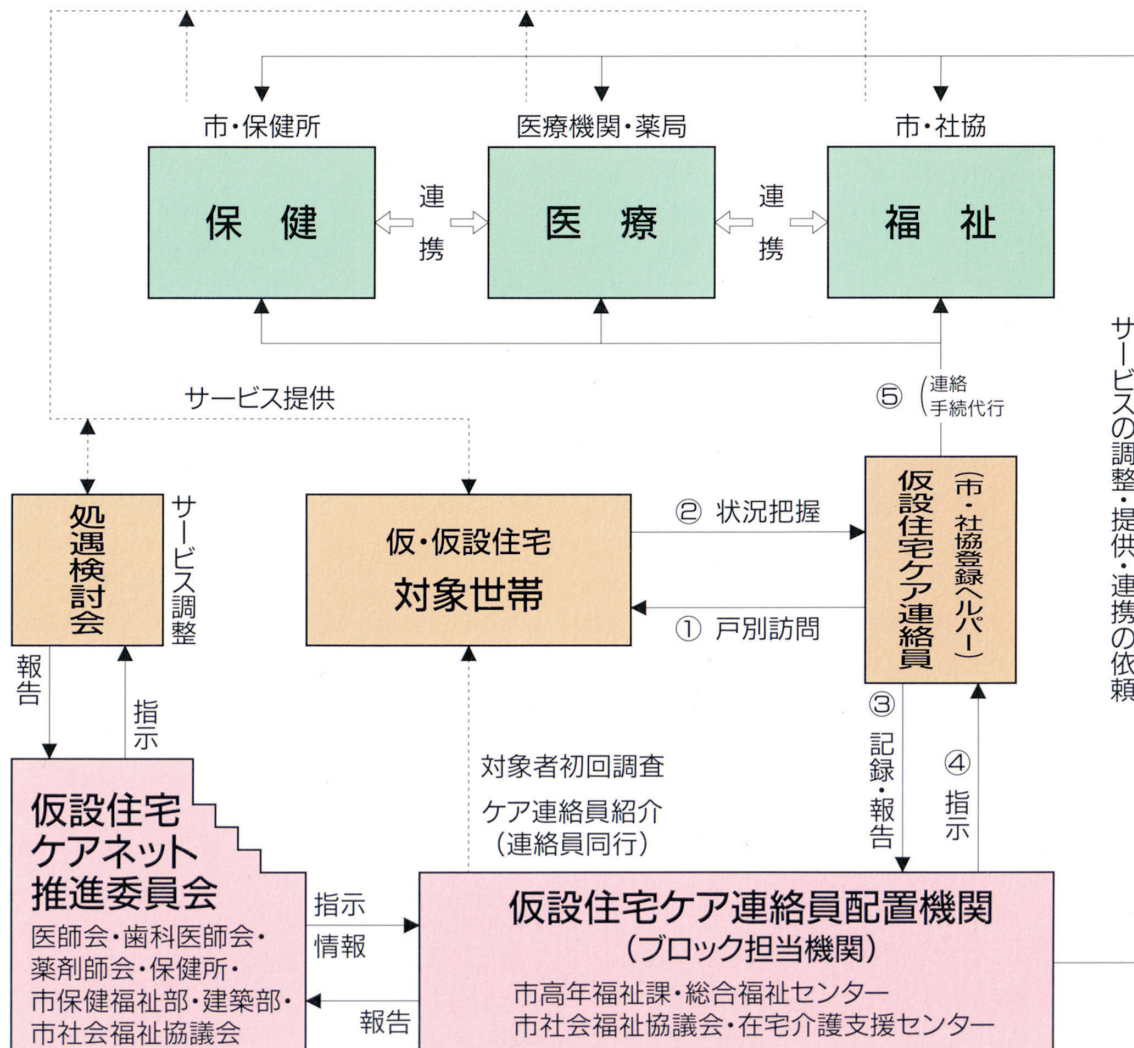 市・保健所
医療機関・薬局
市・社協
保健
連携
医療
連携
福祉
サービスの調整・提供・連携の依頼
サービス提供
⑤(連絡
手続代行
処遇検討会
サービス調整
仮・仮設住宅
対象世帯
② 状況把握
① 戸別訪問
(市・社協登録ヘルパー)
仮設住宅ケア連絡員
報告
指示
対象者初回調査
ケア連絡員紹介
(連絡員同行)
③ 記録・報告
④ 指示
仮設住宅
ケアネット
推進委員会
医師会・歯科医師会・
薬剤師会・保健所・
市保健福祉部・建築部・
市社会福祉協議会
指示
情報
報告
仮設住宅ケア連絡員配置機関
(ブロック担当機関)
市高年福祉課・総合福祉センター
市社会福祉協議会・在宅介護支援センター